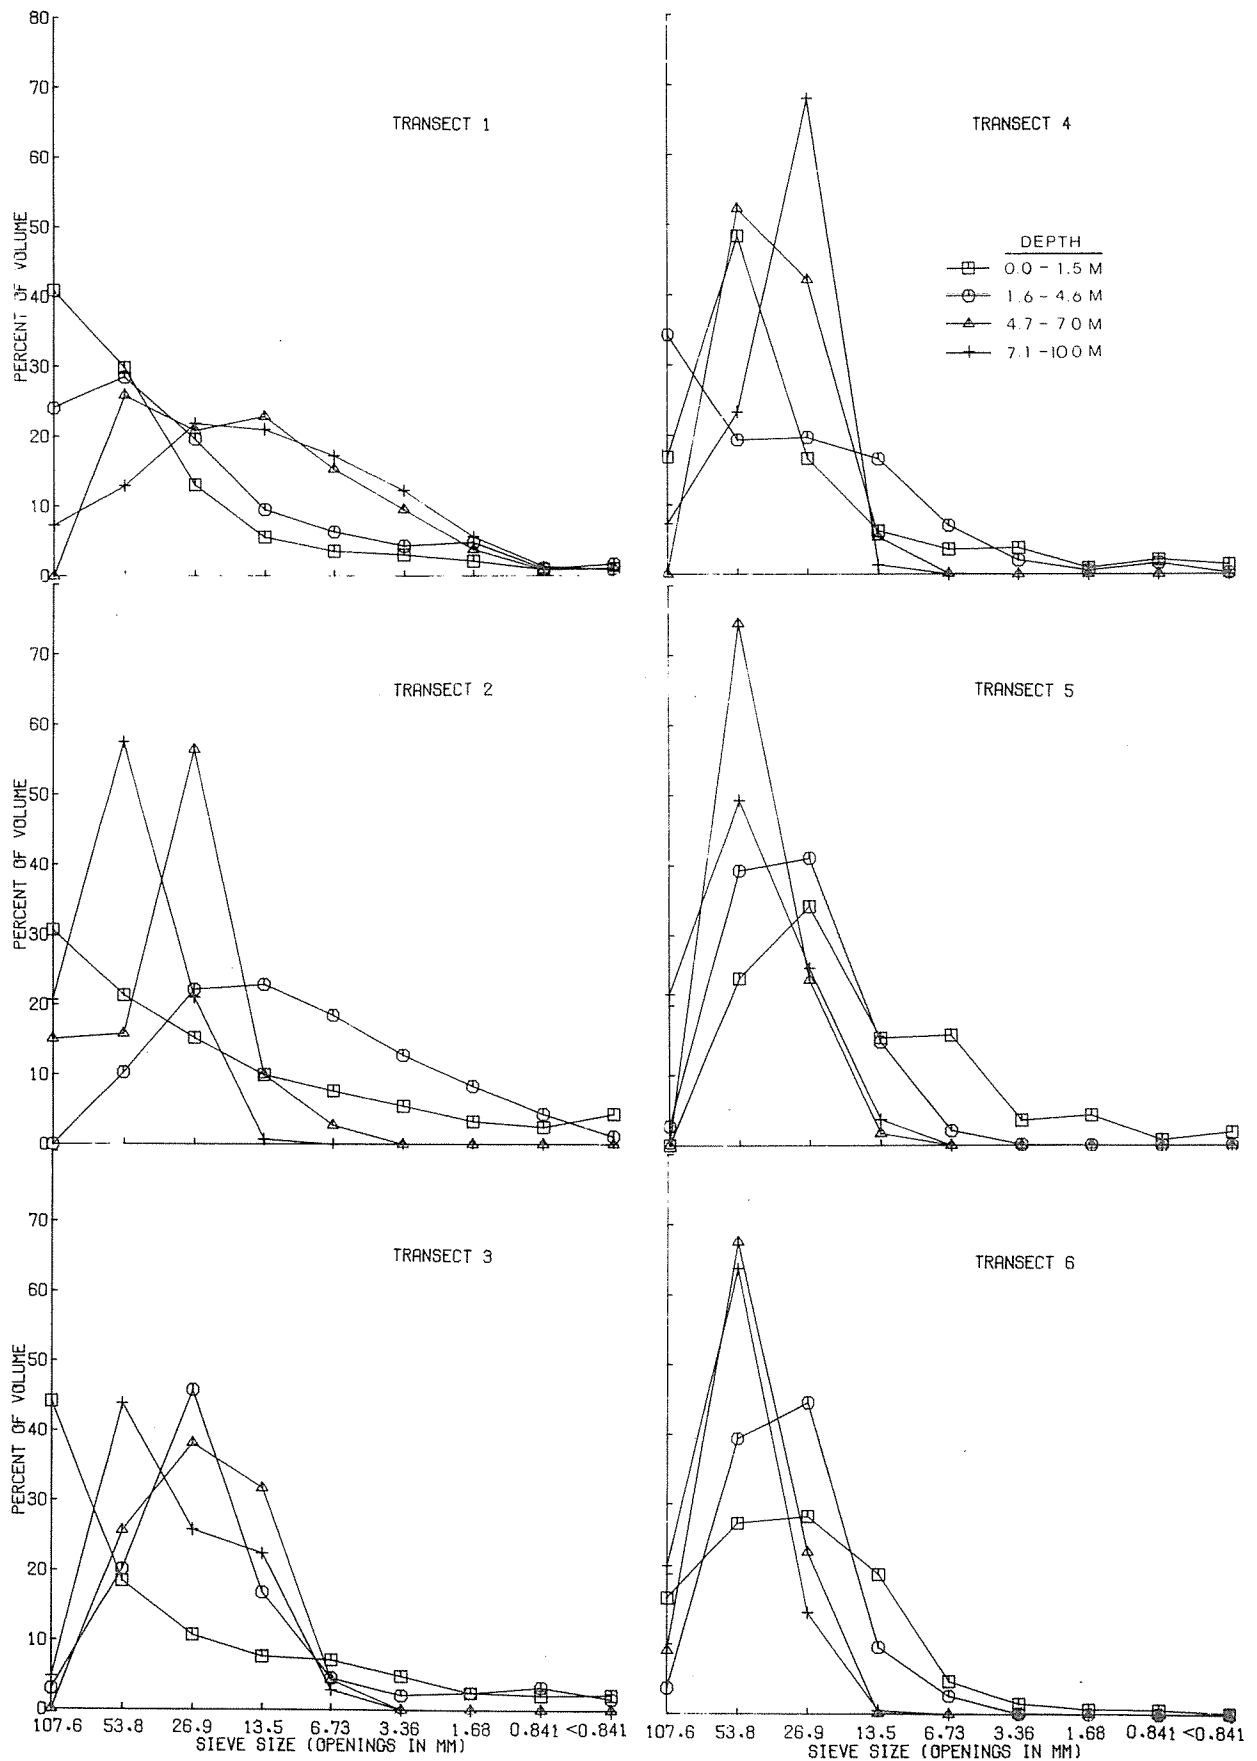 80
70
60
50
40
30
20
10
0
PERCENT OF VOLUME
TRANSECT 1
TRANSECT 4
DEPTH
0.0 - 1.5 M
1.6 - 4.6 M
4.7 - 7.0 M
7.1 - 10.0 M
70
60
50
40
30
20
10
0
PERCENT OF VOLUME
TRANSECT 2
TRANSECT 5
70
60
50
40
30
20
10
0
PERCENT OF VOLUME
TRANSECT 3
TRANSECT 6
107.6 53.8 26.9 13.5 6.73 3.36 1.68 0.841 <0.841
SIEVE SIZE (OPENINGS IN MM)
107.6 53.8 26.9 13.5 6.73 3.36 1.68 0.841 <0.841
SIEVE SIZE (OPENINGS IN MM)